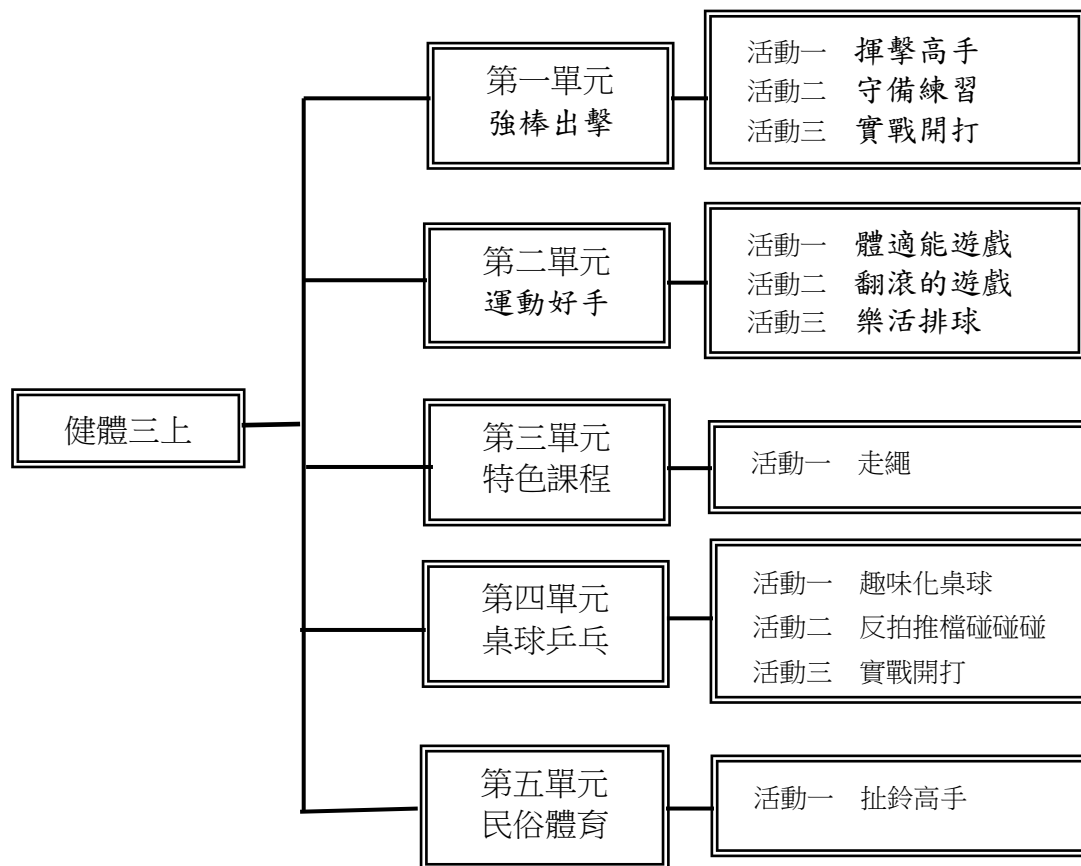 健體三上
第一單元
強棒出擊
活動一 揮擊高手
活動二 守備練習
活動三 實戰開打
第二單元
運動好手
活動一 體適能遊戲
活動二 翻滾的遊戲
活動三 樂活排球
第三單元
特色課程
活動一 走繩
第四單元
桌球乒乓
活動一 趣味化桌球
活動二 反拍推檔碰碰碰
活動三 實戰開打
第五單元
民俗體育
活動一 扯鈴高手